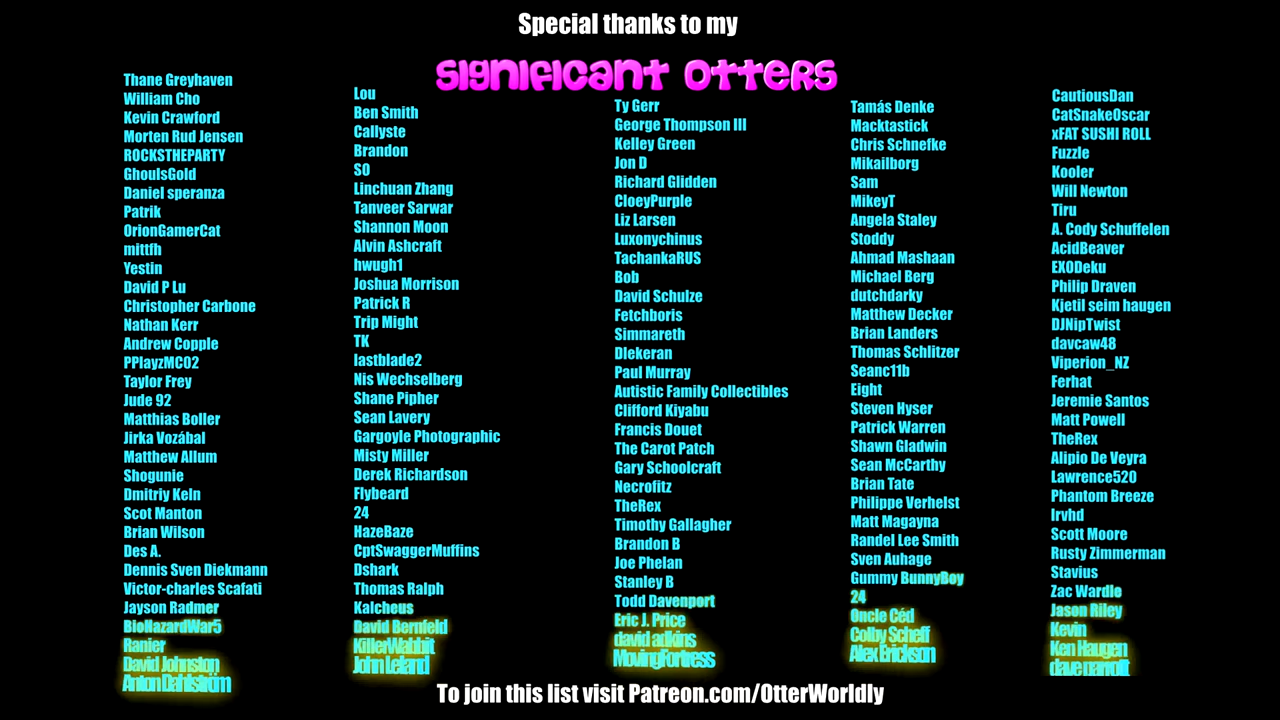 Special thanks to my
Significant Otters
Thane Greyhaven
William Cho
Kevin Crawford
Morten Rud Jensen
ROCKSTHEPARTY
GhoulsGold
Daniel speranza
Patrik
OrionGamerCat
mittfh
Yestin
David P Lu
Christopher Carbone
Nathan Kerr
Andrew Copple
PPlayzMC02
Taylor Frey
Jude 92
Matthias Boller
Jirka Vozábal
Matthew Allum
Shogunie
Dmitriy Keln
Scot Manton
Brian Wilson
Des A.
Dennis Sven Diekmann
Victor-charles Scafati
Jayson Radmer
BioHazardWar5
Ranier
David Johnston
Anton Dahlström
Lou
Ben Smith
Callyste
Brandon
SO
Linchuan Zhang
Tanveer Sarwar
Shannon Moon
Alvin Ashcraft
hwugh1
Joshua Morrison
Patrick R
Trip Might
TK
lastblade2
Nis Wechselberg
Shane Pipher
Sean Lavery
Gargoyle Photographic
Misty Miller
Derek Richardson
Flybeard
24
HazeBaze
CptSwaggerMuffins
Dshark
Thomas Ralph
Kalcheus
David Bernfeld
KillerWabbit
John Leland
Ty Gerr
George Thompson III
Kelley Green
Jon D
Richard Glidden
CloeyPurple
Liz Larsen
Luxonychinus
TachankaRUS
Bob
David Schulze
Fetchboris
Simmareth
Dlekeran
Paul Murray
Autistic Family Collectibles
Clifford Kiyabu
Francis Douet
The Carot Patch
Gary Schoolcraft
Necrofitz
TheRex
Timothy Gallagher
Brandon B
Joe Phelan
Stanley B
Todd Davenport
Eric J. Price
david adkins
MovingFortress
Tamás Denke
Macktastick
Chris Schnefke
Mikailborg
Sam
MikeyT
Angela Staley
Stoddy
Ahmad Mashaan
Michael Berg
dutchdarky
Matthew Decker
Brian Landers
Thomas Schlitzer
Seanc11b
Eight
Steven Hyser
Patrick Warren
Shawn Gladwin
Sean McCarthy
Brian Tate
Philippe Verhelst
Matt Magayna
Randel Lee Smith
Sven Auhage
Gummy BunnyBoy
24
Oncle Céd
Colby Scheff
Alex Erickson
CautiousDan
CatSnakeOscar
xFAT SUSHI ROLL
Fuzzle
Kooler
Will Newton
Tiru
A. Cody Schuffelen
AcidBeaver
EXODeku
Philip Draven
Kjetil seim haugen
DJNipTwist
davcaw48
Viperion_NZ
Ferhat
Jeremie Santos
Matt Powell
TheRex
Alipio De Veyra
Lawrence520
Phantom Breeze
Irvhd
Scott Moore
Rusty Zimmerman
Stavius
Zac Wardle
Jason Riley
Kevin
Ken Haugen
dave parrott
To join this list visit Patreon.com/OtterWorldly